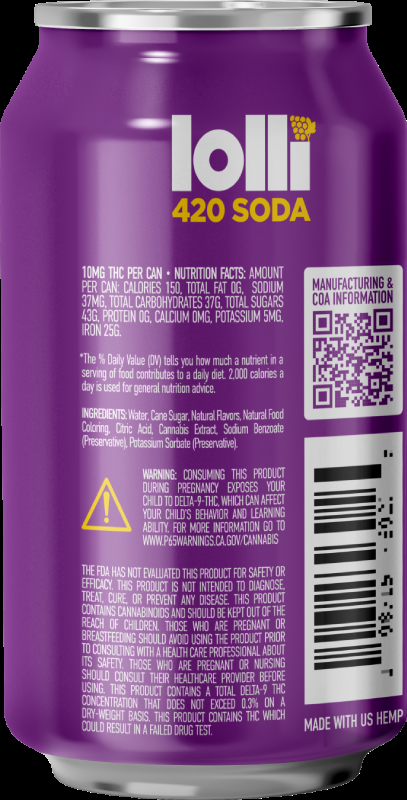 lolli
420 SODA
10MG THC PER CAN • NUTRITION FACTS: AMOUNT
PER CAN: CALORIES 150, TOTAL FAT 0G, SODIUM
37MG, TOTAL CARBOHYDRATES 37G, TOTAL SUGARS
43G, PROTEIN 0G, CALCIUM 0MG, POTASSIUM 5MG,
IRON 25G.
*The % Daily Value (DV) tells you how much a nutrient in a
serving of food contributes to a daily diet. 2,000 calories a
day is used for general nutrition advice.
INGREDIENTS: Water, Cane Sugar, Natural Flavors, Natural Food
Coloring, Citric Acid, Cannabis Extract, Sodium Benzoate
(Preservative), Potassium Sorbate (Preservative).
WARNING: CONSUMING THIS PRODUCT
DURING PREGNANCY EXPOSES YOUR
CHILD TO DELTA-9-THC, WHICH CAN AFFECT
YOUR CHILD'S BEHAVIOR AND LEARNING
ABILITY. FOR MORE INFORMATION GO TO
WWW.P65WARNINGS.CA.GOV/CANNABIS
THE FDA HAS NOT EVALUATED THIS PRODUCT FOR SAFETY OR
EFFICACY. THIS PRODUCT IS NOT INTENDED TO DIAGNOSE,
TREAT, CURE, OR PREVENT ANY DISEASE. THIS PRODUCT
CONTAINS CANNABINOIDS AND SHOULD BE KEPT OUT OF THE
REACH OF CHILDREN. THOSE WHO ARE PREGNANT OR
BREASTFEEDING SHOULD AVOID USING THE PRODUCT PRIOR
TO CONSULTING WITH A HEALTH CARE PROFESSIONAL ABOUT
ITS SAFETY. THOSE WHO ARE PREGNANT OR NURSING
SHOULD CONSULT THEIR HEALTHCARE PROVIDER BEFORE
USING. THIS PRODUCT CONTAINS A TOTAL DELTA-9 THC
CONCENTRATION THAT DOES NOT EXCEED 0.3% ON A
DRY-WEIGHT BASIS. THIS PRODUCT CONTAINS THC WHICH
COULD RESULT IN A FAILED DRUG TEST.
MANUFACTURING &
COA INFORMATION
MADE WITH US HEMP